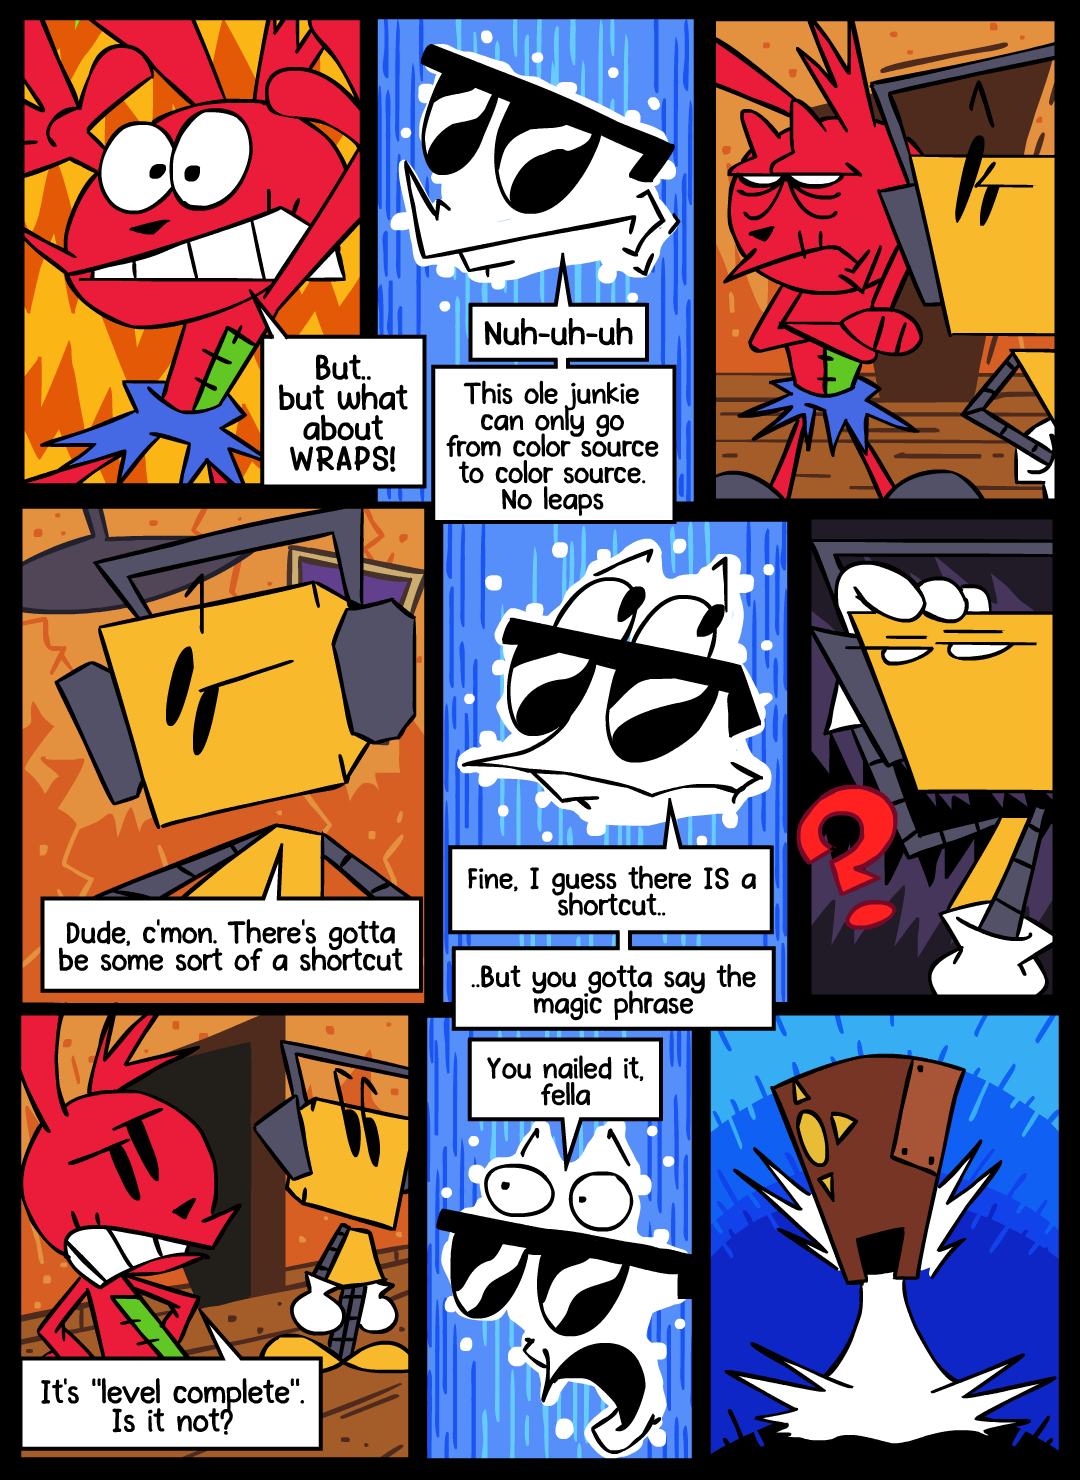 But..
but what
about
WRAPS!
Nuh-uh-uh
This ole junkie
can only go
from color source
to color source.
No leaps
Dude, c'mon. There's gotta
be some sort of a shortcut
Fine, I guess there IS a
shortcut..
..But you gotta say the
magic phrase
?
It's "level complete".
Is it not?
You nailed it,
fella